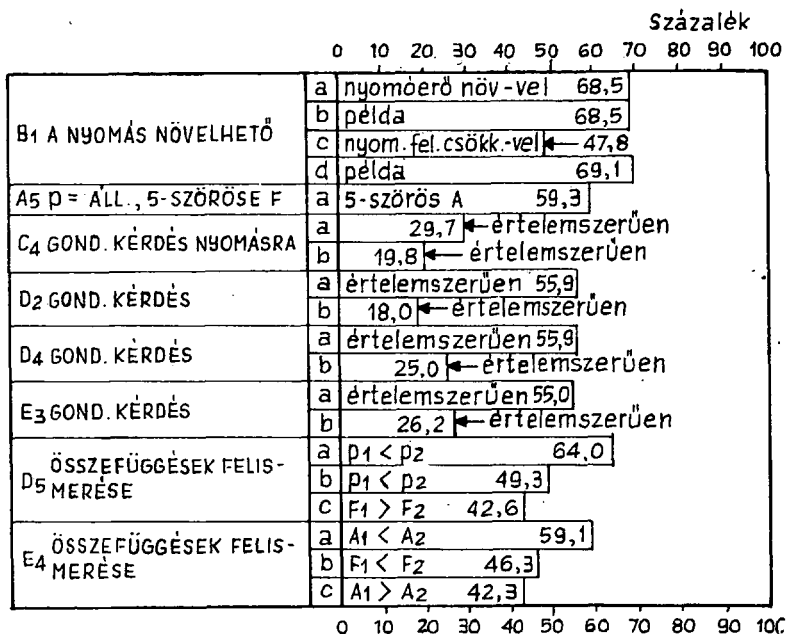 Százalék
0 10 20 30 40 50 60 70 80 90 100
B1 A NYOMÁS NÖVELHETŐ
a nyomóerő növ-vel 68,5
b példa 68,5
c nyom.fel.csökk.-vel 47,8
d példa 69,1
A5 p = ÁLL., 5-SZÖRÖSE F a 5-szörös A 59,3
C4 GOND. KÉRDÉS NYOMÁSRA
a 29,7 értelemszerűen
b 19,8 értelemszerűen
D2 GOND. KÉRDÉS
a értelemszerűen 55,9
b 18,0 értelemszerűen
D4 GOND. KÉRDÉS
a értelemszerűen 55,9
b 25,0 értelemszerűen
E3 GOND. KÉRDÉS
a értelemszerűen 55,0
b 26,2 értelemszerűen
D5 ÖSSZEFÜGGÉSEK FELIS-
MERÉSE
a p1 < p2 64,0
b p1 < p2 49,3
c F1 > F2 42,6
E4 ÖSSZEFÜGGÉSEK FELIS-
MERÉSE
a A1 < A2 59,1
b F1 < F2 46,3
c A1 > A2 42,3
0 10 20 30 40 50 60 70 80 90 100